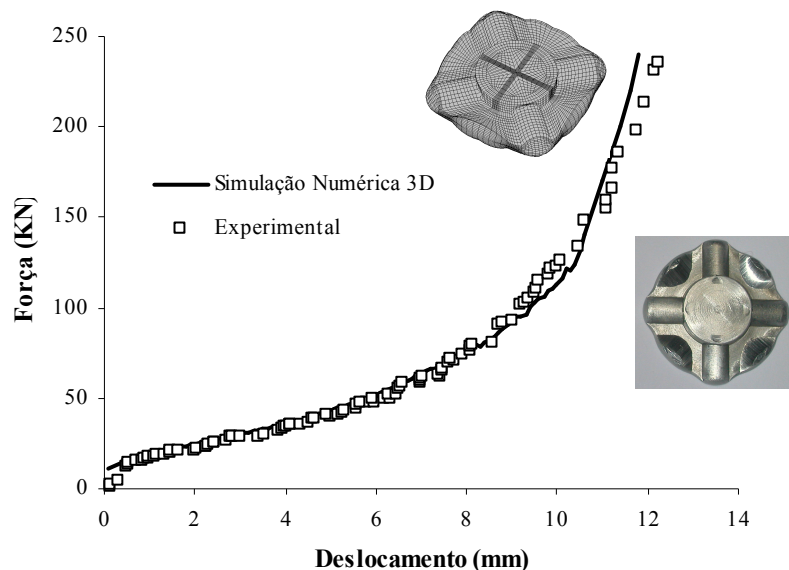 250
200
150
100
50
0
Força (KN)
Simulação Numérica 3D
Experimental
0 2 4 6 8 10 12 14
Deslocamento (mm)